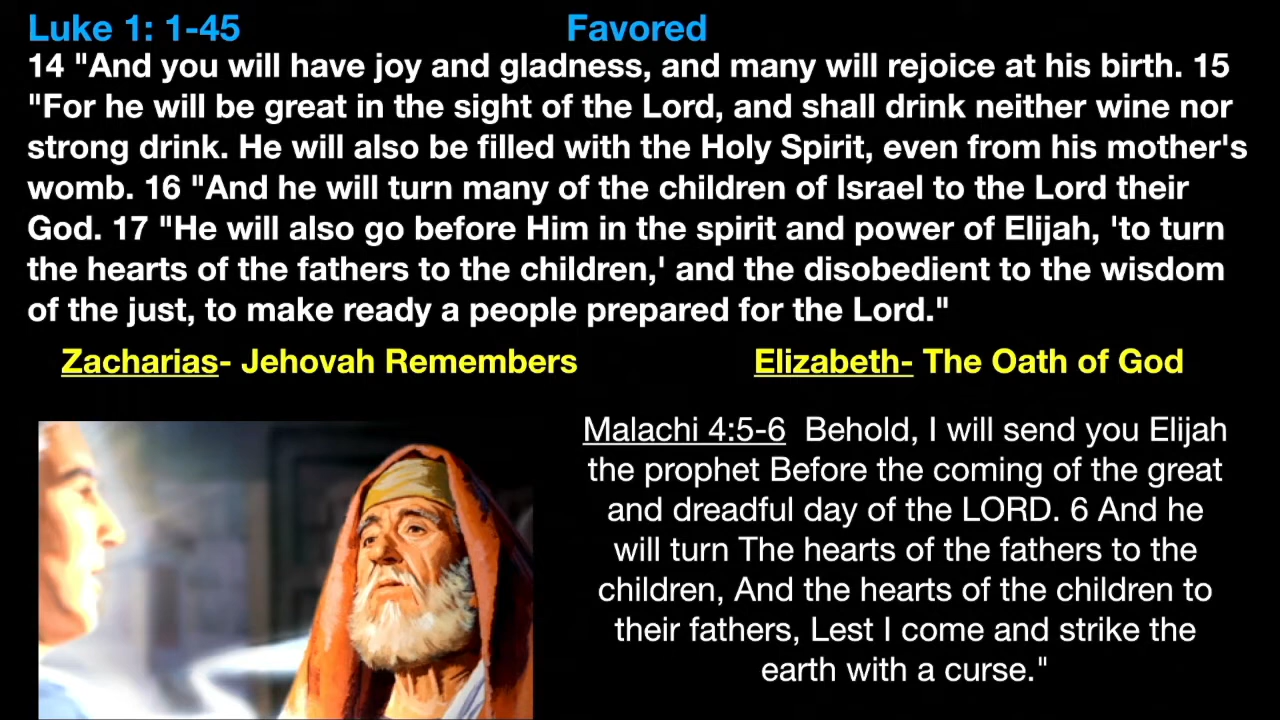 Luke 1: 1-45 Favored
14 "And you will have joy and gladness, and many will rejoice at his birth. 15
"For he will be great in the sight of the Lord, and shall drink neither wine nor
strong drink. He will also be filled with the Holy Spirit, even from his mother's
womb. 16 "And he will turn many of the children of Israel to the Lord their
God. 17 "He will also go before Him in the spirit and power of Elijah, 'to turn
the hearts of the fathers to the children,' and the disobedient to the wisdom
of the just, to make ready a people prepared for the Lord."
Zacharias- Jehovah Remembers
Elizabeth- The Oath of God
Malachi 4:5-6 Behold, I will send you Elijah
the prophet Before the coming of the great
and dreadful day of the LORD. 6 And he
will turn The hearts of the fathers to the
children, And the hearts of the children to
their fathers, Lest I come and strike the
earth with a curse."